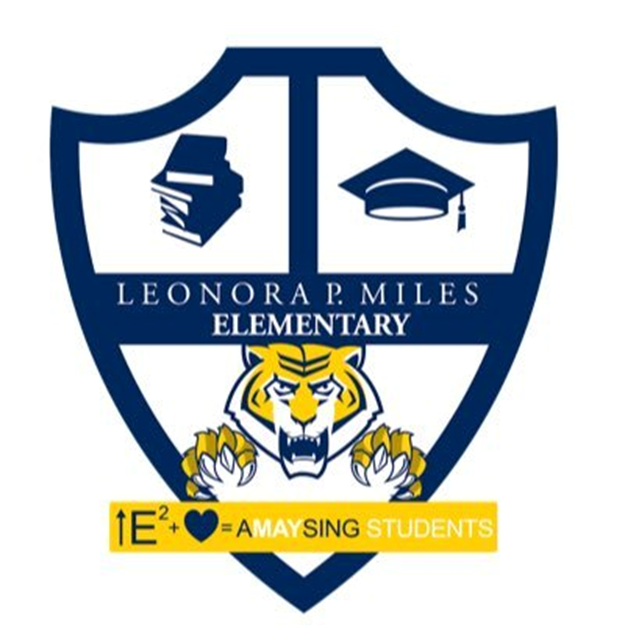 LEONORA P. MILES
ELEMENTARY
↑E²+♥=AMAYSING STUDENTS